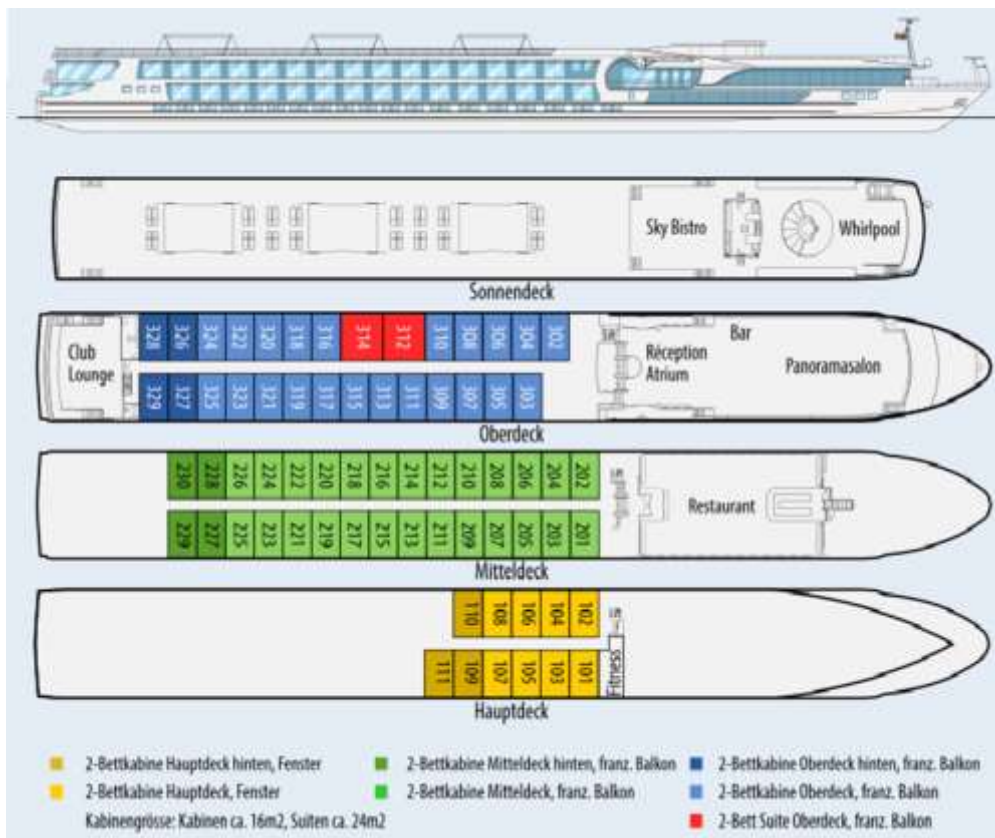 Sky Bistro
Whirlpool
Sonnendeck
328 326 324 322 320 318 316 314 312 310 308 306 304 302
Club
Lounge
Réception
Atrium
Bar
Panoramasalon
329 327 325 323 321 319 317 315 313 311 309 307 305 303
Oberdeck
230 228 226 224 222 220 218 216 214 212 210 208 206 204 202
Restaurant
229 227 225 223 221 219 217 215 213 211 209 207 205 203 201
Mitteldeck
110 108 106 104 102
Lift
111 109 107 105 103 101
Fitness
Hauptdeck
2-Bettkabine Hauptdeck hinten, Fenster
2-Bettkabine Hauptdeck, Fenster
Kabinengrösse: Kabinen ca. 16m2, Suiten ca. 24m2
2-Bettkabine Mitteldeck hinten, franz. Balkon
2-Bettkabine Mitteldeck, franz. Balkon
2-Bettkabine Oberdeck hinten, franz. Balkon
2-Bettkabine Oberdeck, franz. Balkon
2-Bett Suite Oberdeck, franz. Balkon